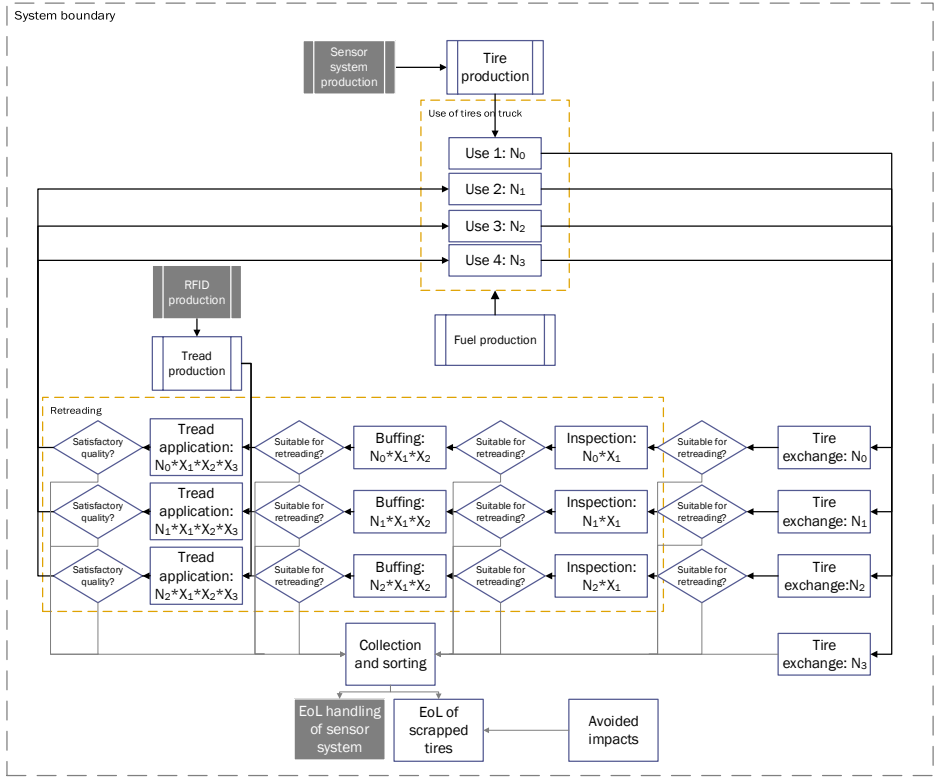 System boundary
Sensor
system
production
Tire
production
Use of tires on truck
Use 1: N₀
Use 2: N₁
Use 3: N₂
Use 4: N₃
RFID
production
Fuel production
Tread
production
Retreading
Satisfactory
quality?
Tread
application:
N₀*X₁*X₂*X₃
Suitable for
retreading?
Buffing:
N₀*X₁*X₂
Suitable for
retreading?
Inspection:
N₀*X₁
Suitable for
retreading?
Tire
exchange: N₀
Satisfactory
quality?
Tread
application:
N₁*X₁*X₂*X₃
Suitable for
retreading?
Buffing:
N₁*X₁*X₂
Suitable for
retreading?
Inspection:
N₁*X₁
Suitable for
retreading?
Tire
exchange: N₁
Satisfactory
quality?
Tread
application:
N₂*X₁*X₂*X₃
Suitable for
retreading?
Buffing:
N₂*X₁*X₂
Suitable for
retreading?
Inspection:
N₂*X₁
Suitable for
retreading?
Tire
exchange:N₂
Collection
and sorting
Tire
exchange: N₃
EoL handling
of sensor
system
EoL of
scrapped
tires
Avoided
impacts